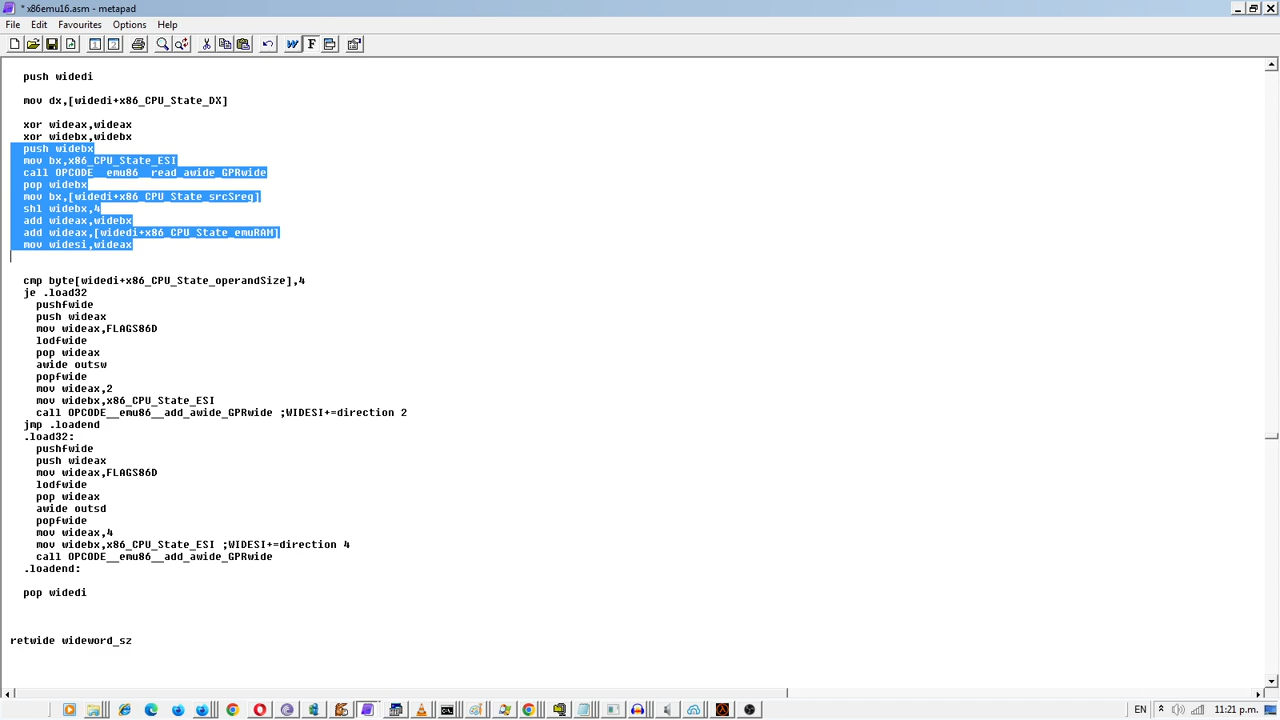 * x86emu16.asm - metapad
File Edit Favourites Options Help
push widedi
mov dx,[widedi+x86_CPU_State_DX]
xor wideax,wideax
xor widebx,widebx
push widebx
mov bx,x86_CPU_State_ESI
call OPCODE__emu86__read_awide_GPRwide
pop widebx
mov bx,[widedi+x86_CPU_State_srcSreg]
shl widebx,4
add wideax,widebx
add wideax,[widedi+x86_CPU_State_emuRAM]
mov widesi,wideax
cmp byte[widedi+x86_CPU_State_operandSize],4
je .load32
pushfwide
push wideax
mov wideax,FLAGS86D
lodfwide
pop wideax
awide outsw
popfwide
mov wideax,2
mov widebx,x86_CPU_State_ESI
call OPCODE__emu86__add_awide_GPRwide ;WIDESI+=direction 2
jmp .loadend
.load32:
pushfwide
push wideax
mov wideax,FLAGS86D
lodfwide
pop wideax
awide outsd
popfwide
mov wideax,4
mov widebx,x86_CPU_State_ESI ;WIDESI+=direction 4
call OPCODE__emu86__add_awide_GPRwide
.loadend:
pop widedi
retwide wideword_sz
EN 11:21 p.m.